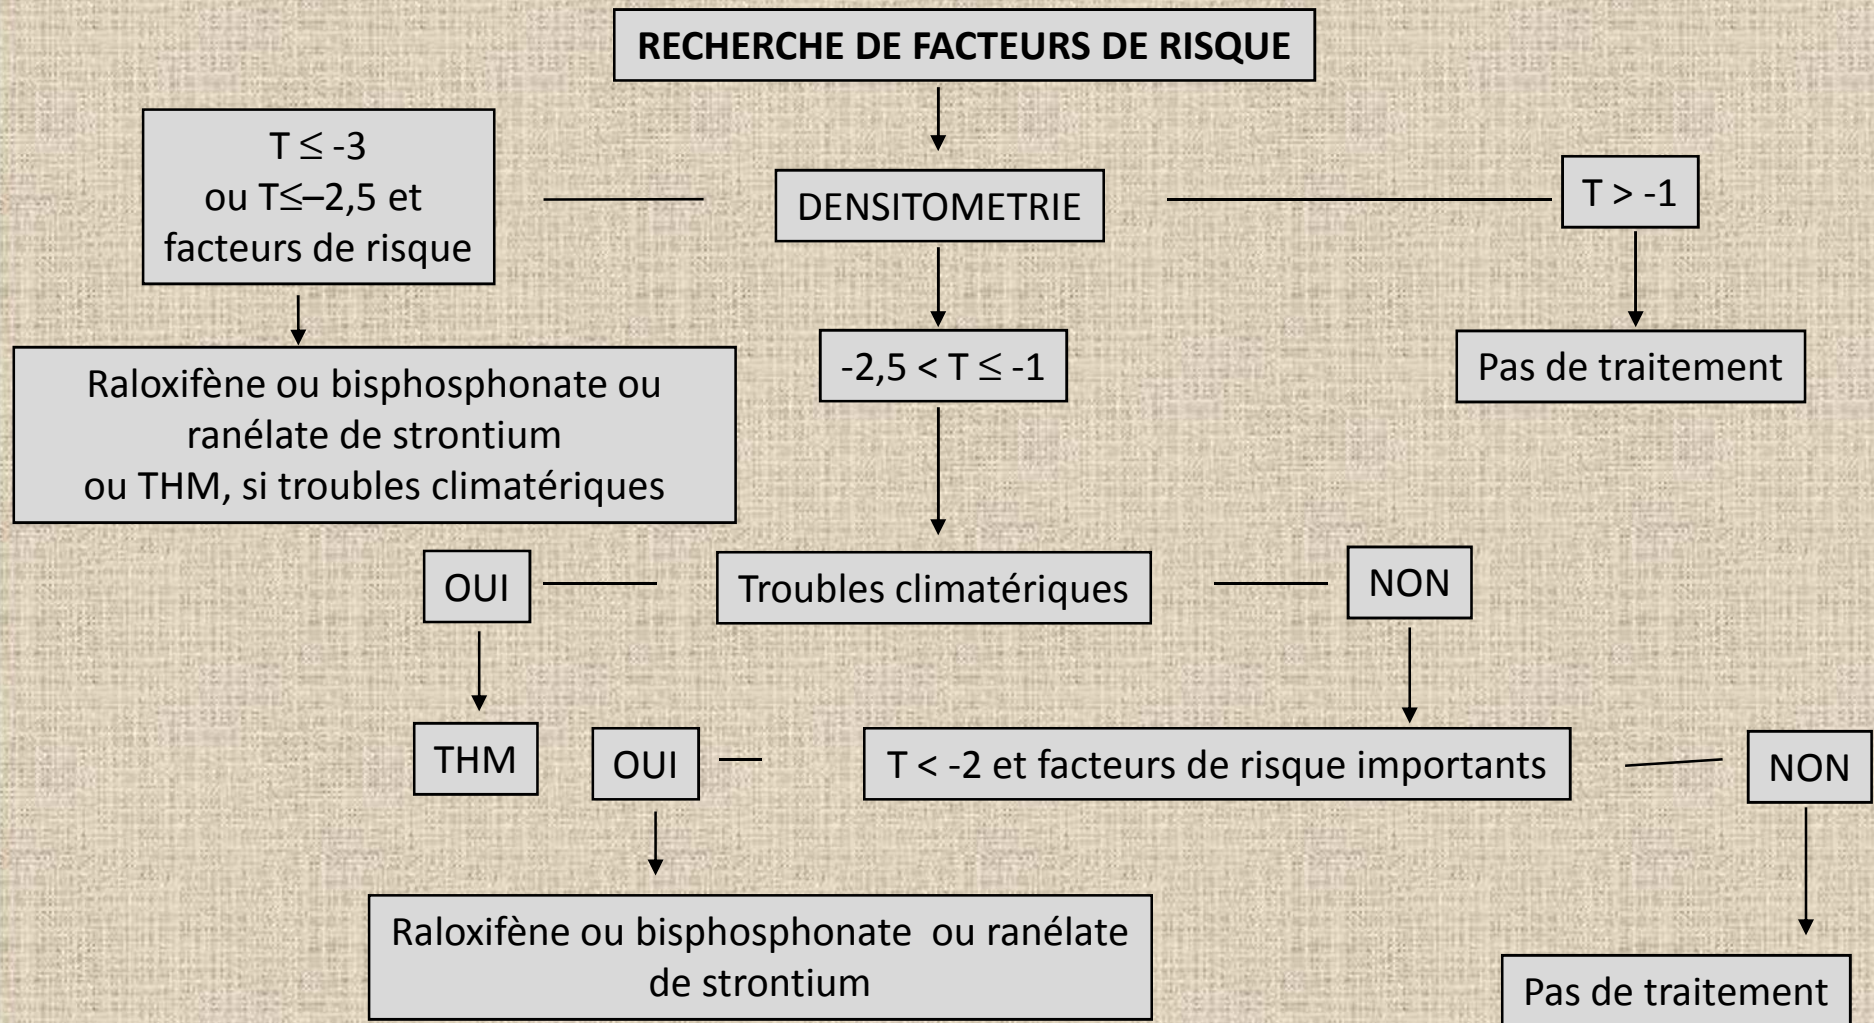 RECHERCHE DE FACTEURS DE RISQUE
T ≤ -3
ou T≤–2,5 et
facteurs de risque
DENSITOMETRIE
T > -1
Raloxifène ou bisphosphonate ou
ranélate de strontium
ou THM, si troubles climatériques
-2,5 < T ≤ -1
Pas de traitement
OUI
Troubles climatériques
NON
THM
OUI
T < -2 et facteurs de risque importants
NON
Raloxifène ou bisphosphonate ou ranélate
de strontium
Pas de traitement